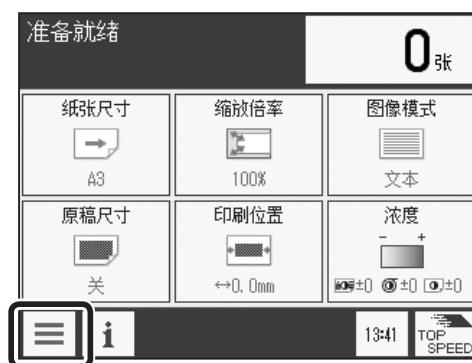 准备就绪
0张
纸张尺寸 缩放倍率 图像模式
A3 100% 文本
原稿尺寸 印刷位置 浓度
- +
关 ↔0.0mm ±0 ±0 ±0
i 13:41 TOP SPEED